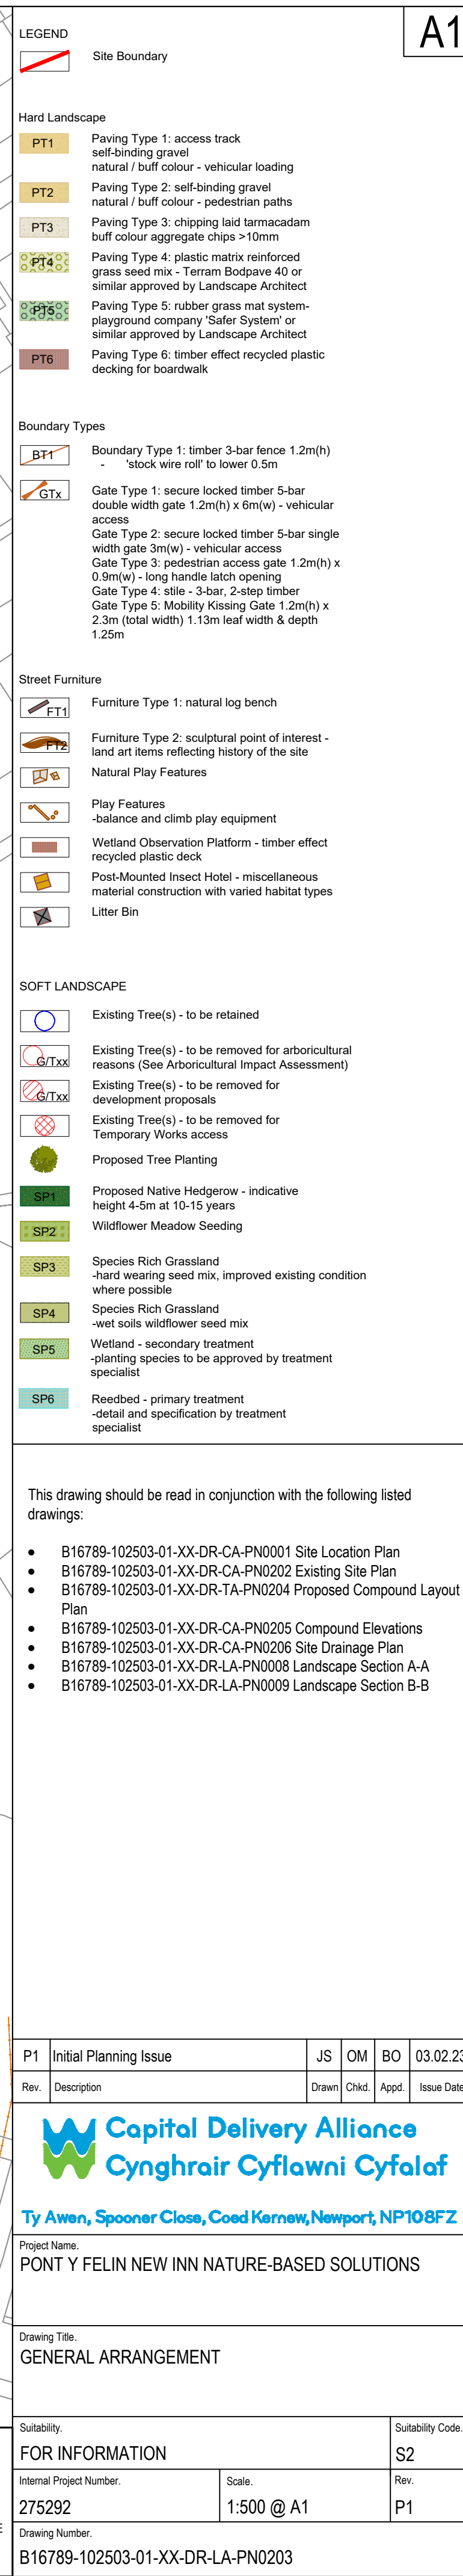 A1
LEGEND
Site Boundary
Hard Landscape
PT1
Paving Type 1: access track
self-binding gravel
natural / buff colour - vehicular loading
PT2
Paving Type 2: self-binding gravel
natural / buff colour - pedestrian paths
PT3
Paving Type 3: chipping laid tarmacadam
buff colour aggregate chips >10mm
PT4
Paving Type 4: plastic matrix reinforced
grass seed mix - Terram Bodpave 40 or
similar approved by Landscape Architect
PT5
Paving Type 5: rubber grass mat system-
playground company 'Safer System' or
similar approved by Landscape Architect
PT6
Paving Type 6: timber effect recycled plastic
decking for boardwalk
Boundary Types
BT1
Boundary Type 1: timber 3-bar fence 1.2m(h)
- 'stock wire roll' to lower 0.5m
GTx
Gate Type 1: secure locked timber 5-bar
double width gate 1.2m(h) x 6m(w) - vehicular
access
Gate Type 2: secure locked timber 5-bar single
width gate 3m(w) - vehicular access
Gate Type 3: pedestrian access gate 1.2m(h) x
0.9m(w) - long handle latch opening
Gate Type 4: stile - 3-bar, 2-step timber
Gate Type 5: Mobility Kissing Gate 1.2m(h) x
2.3m (total width) 1.13m leaf width & depth
1.25m
Street Furniture
FT1
Furniture Type 1: natural log bench
FT2
Furniture Type 2: sculptural point of interest -
land art items reflecting history of the site
Natural Play Features
Play Features
-balance and climb play equipment
Wetland Observation Platform - timber effect
recycled plastic deck
Post-Mounted Insect Hotel - miscellaneous
material construction with varied habitat types
Litter Bin
SOFT LANDSCAPE
Existing Tree(s) - to be retained
G/Txx
Existing Tree(s) - to be removed for arboricultural
reasons (See Arboricultural Impact Assessment)
G/Txx
Existing Tree(s) - to be removed for
development proposals
Existing Tree(s) - to be removed for
Temporary Works access
Proposed Tree Planting
SP1
Proposed Native Hedgerow - indicative
height 4-5m at 10-15 years
SP2
Wildflower Meadow Seeding
SP3
Species Rich Grassland
-hard wearing seed mix, improved existing condition
where possible
SP4
Species Rich Grassland
-wet soils wildflower seed mix
SP5
Wetland - secondary treatment
-planting species to be approved by treatment
specialist
SP6
Reedbed - primary treatment
-detail and specification by treatment
specialist
This drawing should be read in conjunction with the following listed
drawings:
• B16789-102503-01-XX-DR-CA-PN0001 Site Location Plan
• B16789-102503-01-XX-DR-CA-PN0202 Existing Site Plan
• B16789-102503-01-XX-DR-TA-PN0204 Proposed Compound Layout
Plan
• B16789-102503-01-XX-DR-CA-PN0205 Compound Elevations
• B16789-102503-01-XX-DR-CA-PN0206 Site Drainage Plan
• B16789-102503-01-XX-DR-LA-PN0008 Landscape Section A-A
• B16789-102503-01-XX-DR-LA-PN0009 Landscape Section B-B
P1 Initial Planning Issue JS OM BO 03.02.23
Rev. Description Drawn Chkd. Appd. Issue Date
Capital Delivery Alliance
Cynghrair Cyflawni Cyfalaf
Ty Awen, Spooner Close, Coed Kernew, Newport, NP108FZ
Project Name.
PONT Y FELIN NEW INN NATURE-BASED SOLUTIONS
Drawing Title.
GENERAL ARRANGEMENT
Suitability. Suitability Code.
FOR INFORMATION S2
Internal Project Number. Scale. Rev.
275292 1:500 @ A1 P1
Drawing Number.
B16789-102503-01-XX-DR-LA-PN0203